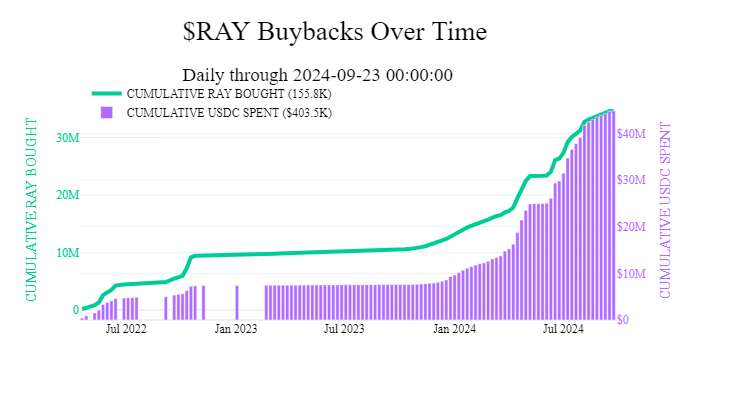 $RAY Buybacks Over Time
Daily through 2024-09-23 00:00:00
CUMULATIVE RAY BOUGHT (155.8K)
CUMULATIVE USDC SPENT ($403.5K)
CUMULATIVE RAY BOUGHT
30M
20M
10M
0
$40M
$30M
$20M
$10M
$0
CUMULATIVE USDC SPENT
Jul 2022
Jan 2023
Jul 2023
Jan 2024
Jul 2024